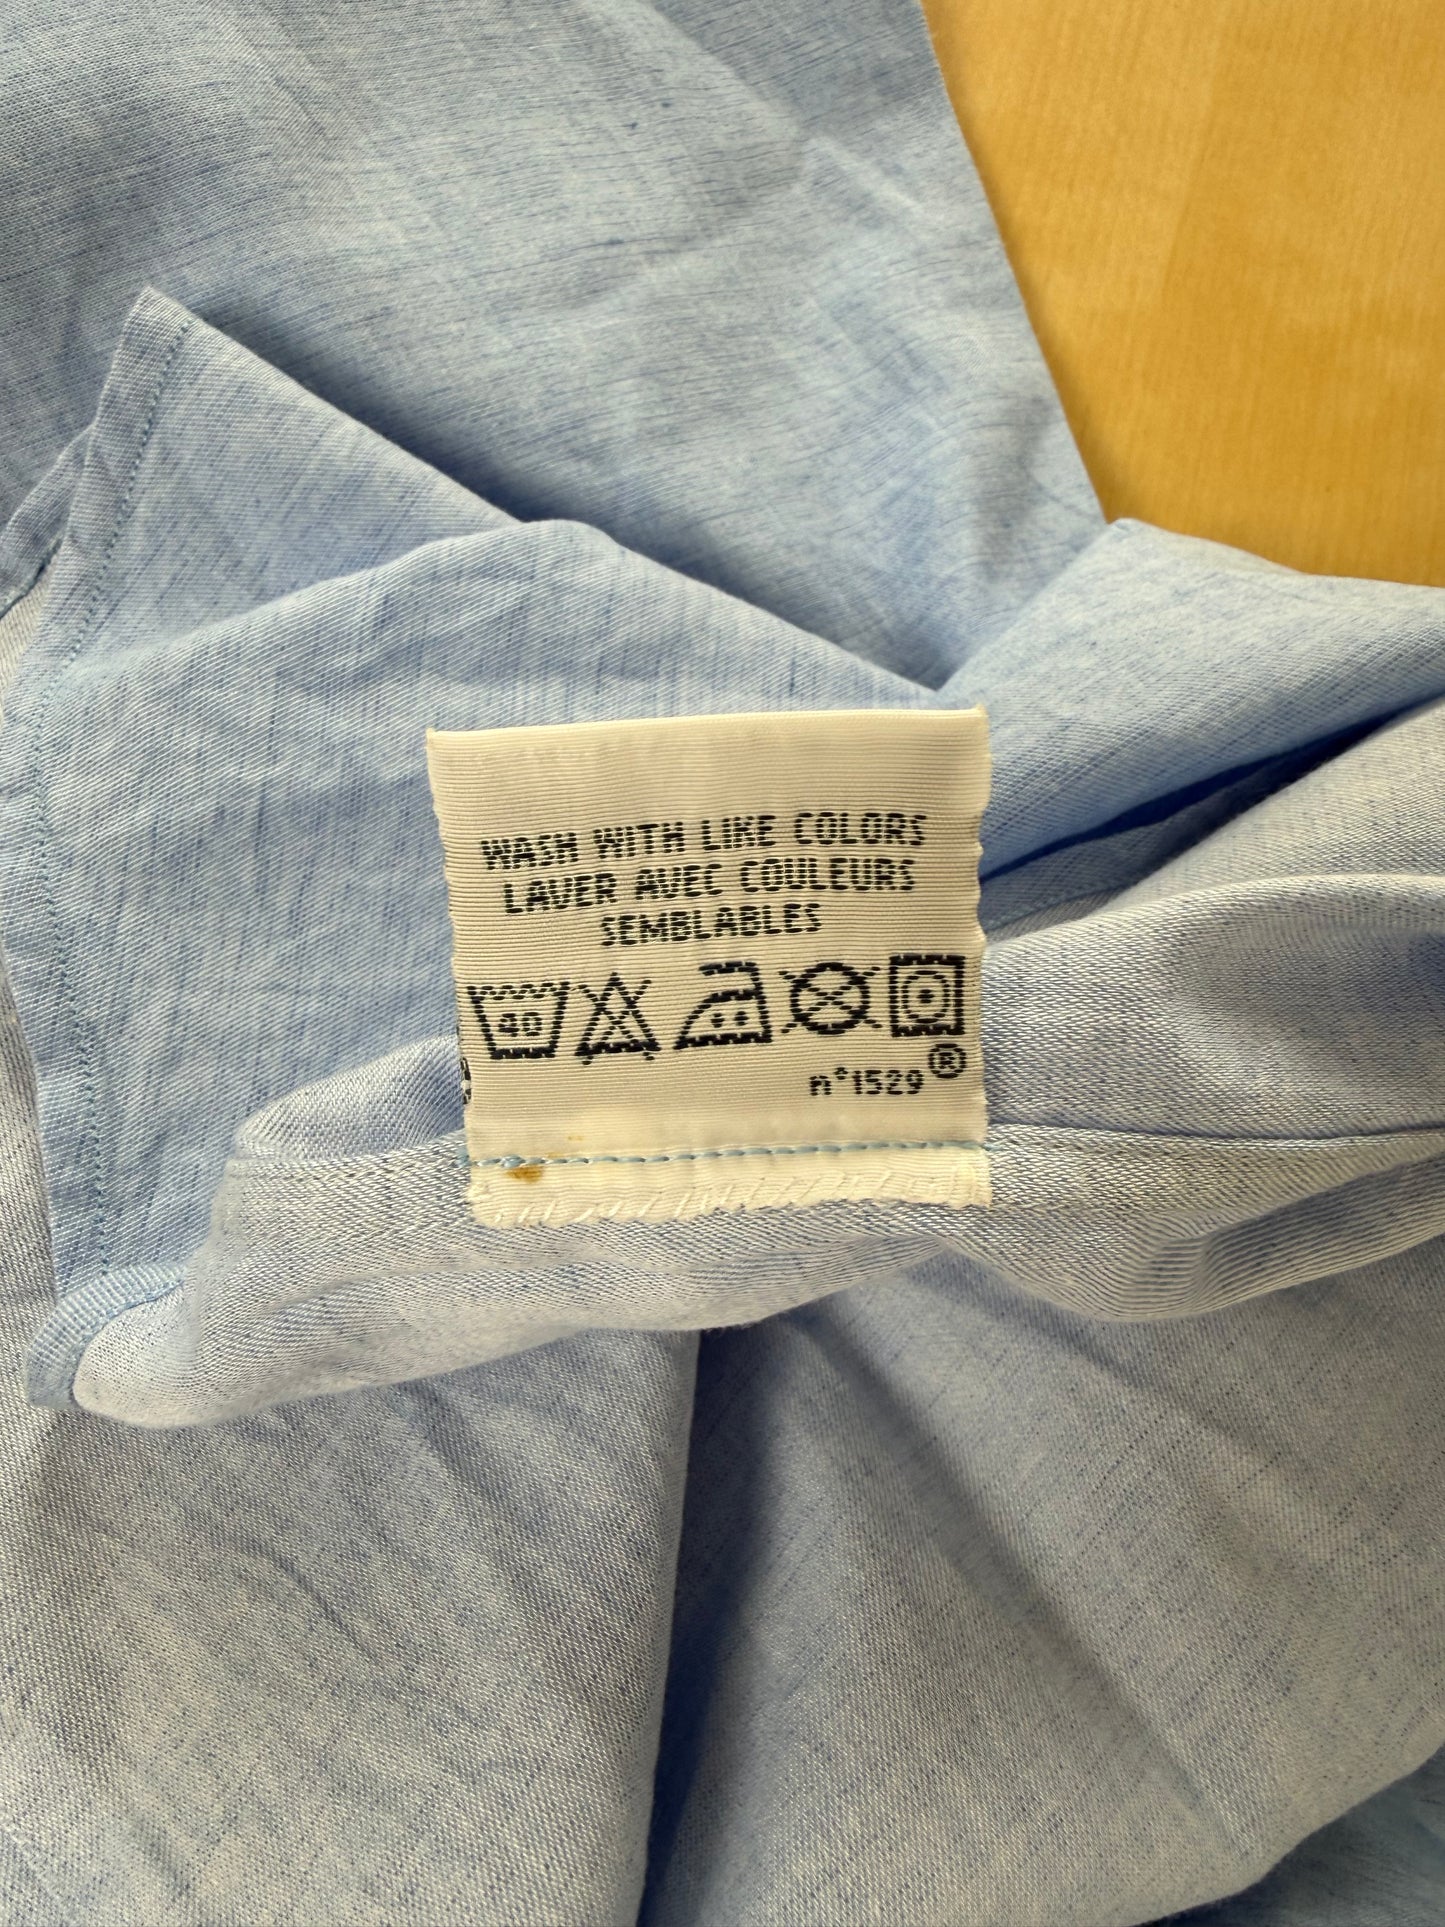 WASH WITH LIKE COLORS
LAVER AVEC COULEURS
SEMBLABLES
40
n°1529 ®